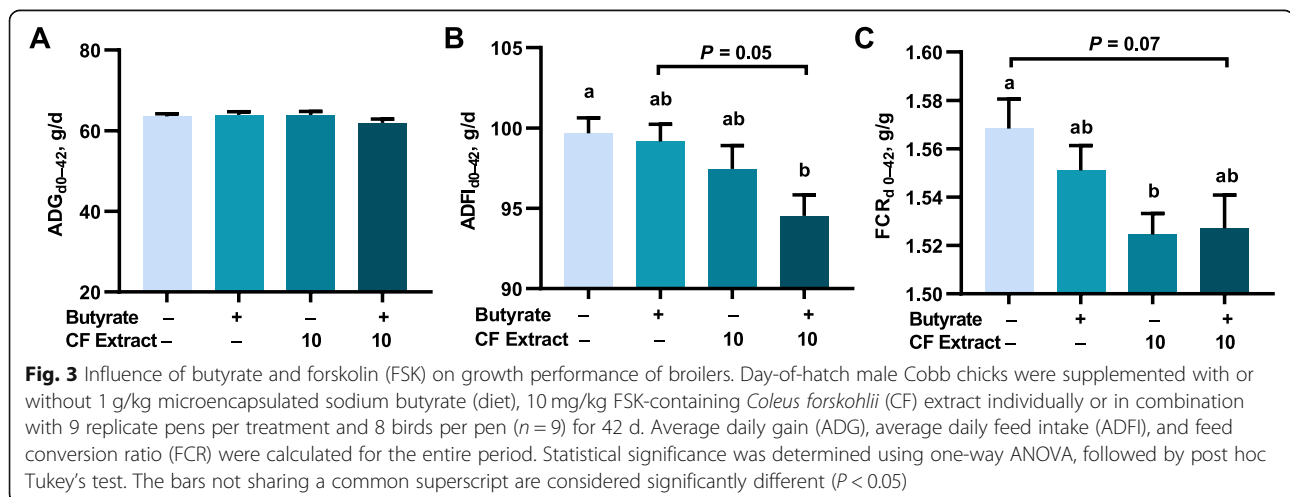 A
ADG d0–42, g/d
80
60
40
20
Butyrate – + – +
CF Extract – – 10 10
B
ADFI d0–42, g/d
105
100
95
90
P = 0.05
a ab ab b
– + – +
– – 10 10
C
FCR d 0–42, g/g
1.60
1.58
1.56
1.54
1.52
1.50
P = 0.07
a ab b ab
Butyrate – + – +
CF Extract – – 10 10
Fig. 3 Influence of butyrate and forskolin (FSK) on growth performance of broilers. Day-of-hatch male Cobb chicks were supplemented with or
without 1 g/kg microencapsulated sodium butyrate (diet), 10 mg/kg FSK-containing Coleus forskohlii (CF) extract individually or in combination
with 9 replicate pens per treatment and 8 birds per pen (n = 9) for 42 d. Average daily gain (ADG), average daily feed intake (ADFI), and feed
conversion ratio (FCR) were calculated for the entire period. Statistical significance was determined using one-way ANOVA, followed by post hoc
Tukey's test. The bars not sharing a common superscript are considered significantly different (P < 0.05)